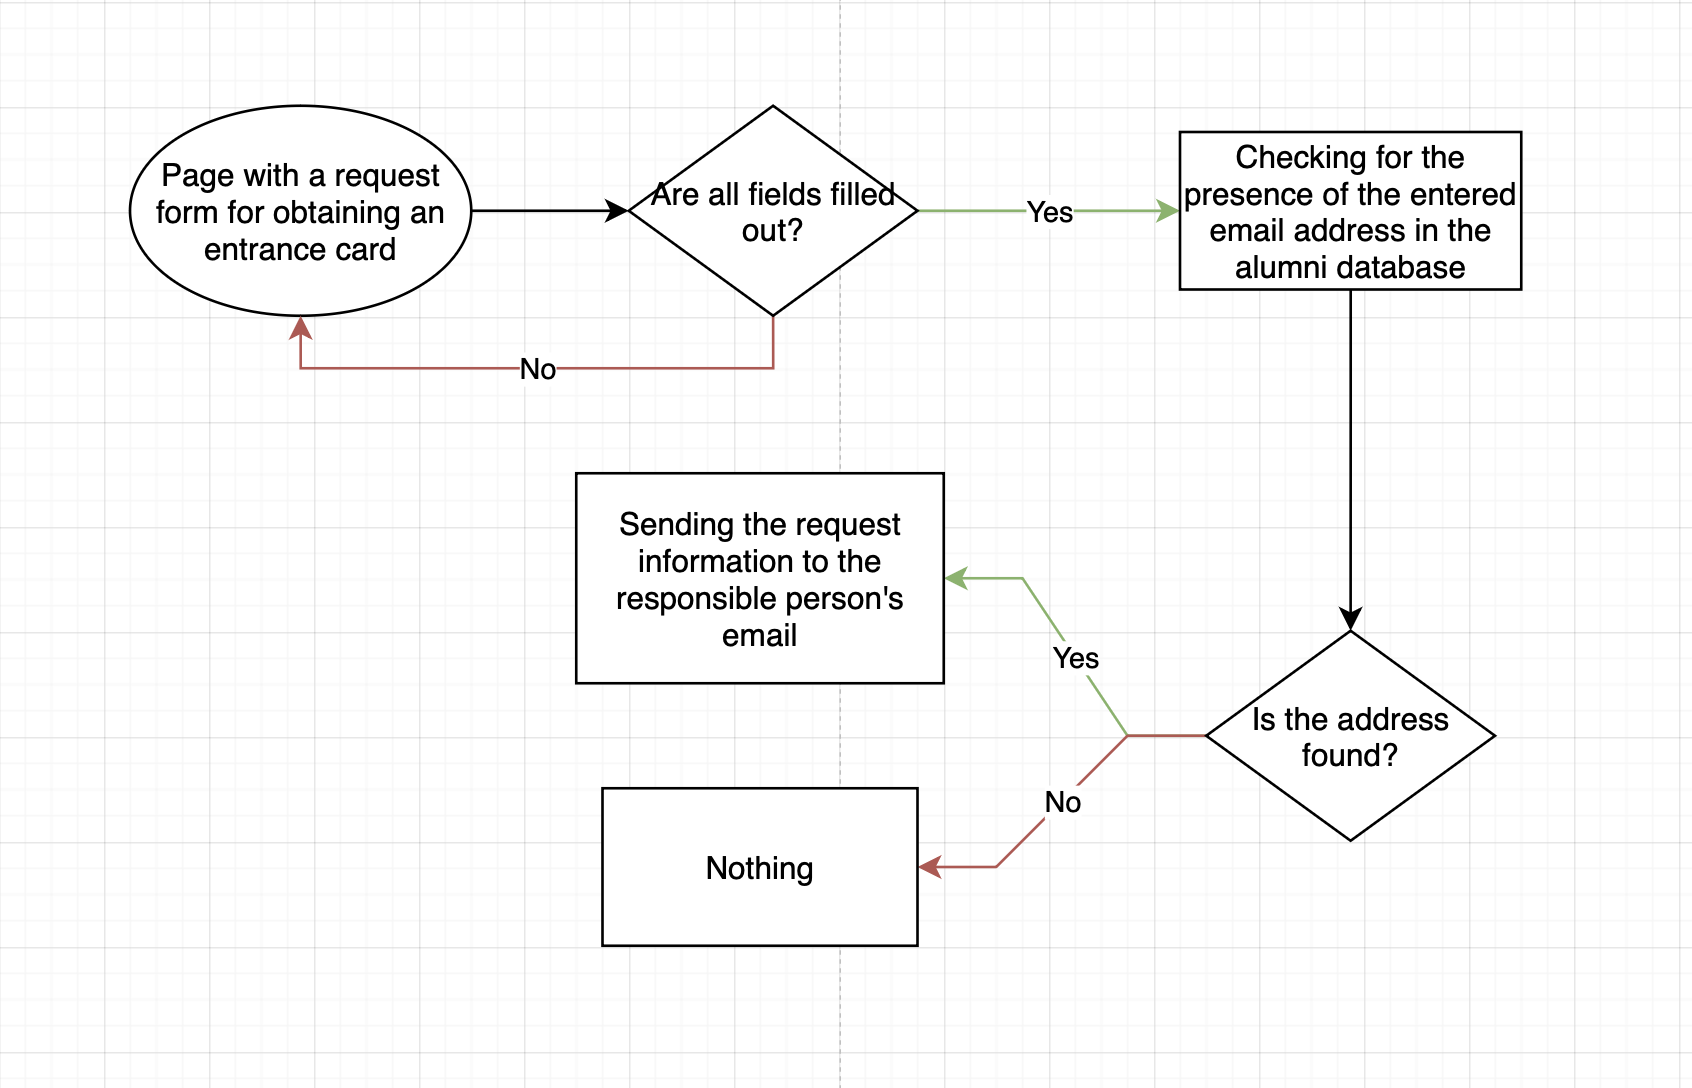 Page with a request
form for obtaining an
entrance card
Are all fields filled
out?
Yes
Checking for the
presence of the entered
email address in the
alumni database
No
Sending the request
information to the
responsible person's
email
Yes
Is the address
found?
No
Nothing